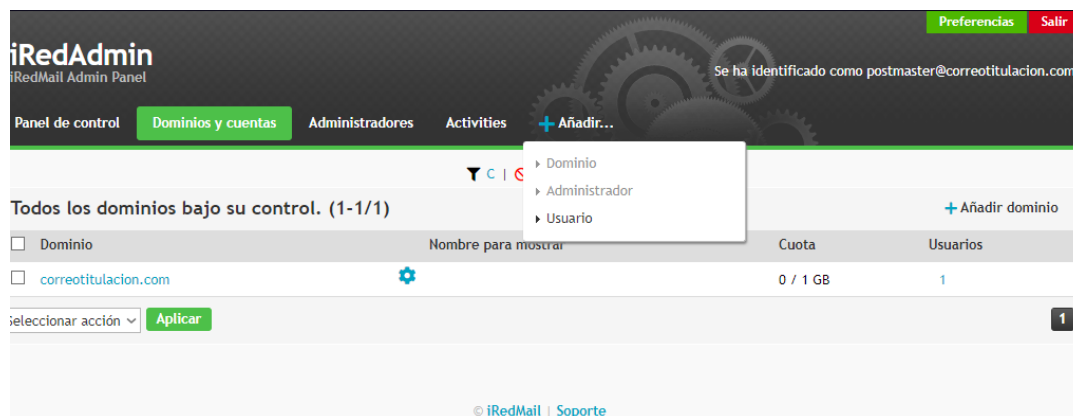 Preferencias Salir
iRedAdmin
iRedMail Admin Panel
Se ha identificado como postmaster@correotitulacion.com
Panel de control Dominios y cuentas Administradores Activities + Añadir...
Dominio
C |
Administrador
Todos los dominios bajo su control. (1-1/1) + Añadir dominio
Usuario
Dominio Nombre para mostrar Cuota Usuarios
correotitulacion.com 0 / 1 GB 1
Seleccionar acción Aplicar 1
© iRedMail | Soporte